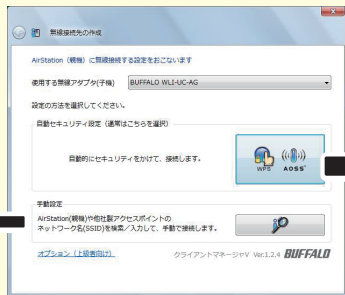 無線接続先の作成
AirStation（親機）に無線接続する設定をおこないます
使用する無線アダプタ(子機) BUFFALO WLI-UC-AG
設定の方法を選択してください。
自動セキュリティ設定（通常はこちらを選択）
自動的にセキュリティをかけて、接続します。
WPS AOSS
手動設定
AirStation(親機)や他社製アクセスポイントの
ネットワーク名(SSID)を検索／入力して、手動で接続します。
オプション（上級者向け） クライアントマネージャV Ver.1.2.4 BUFFALO